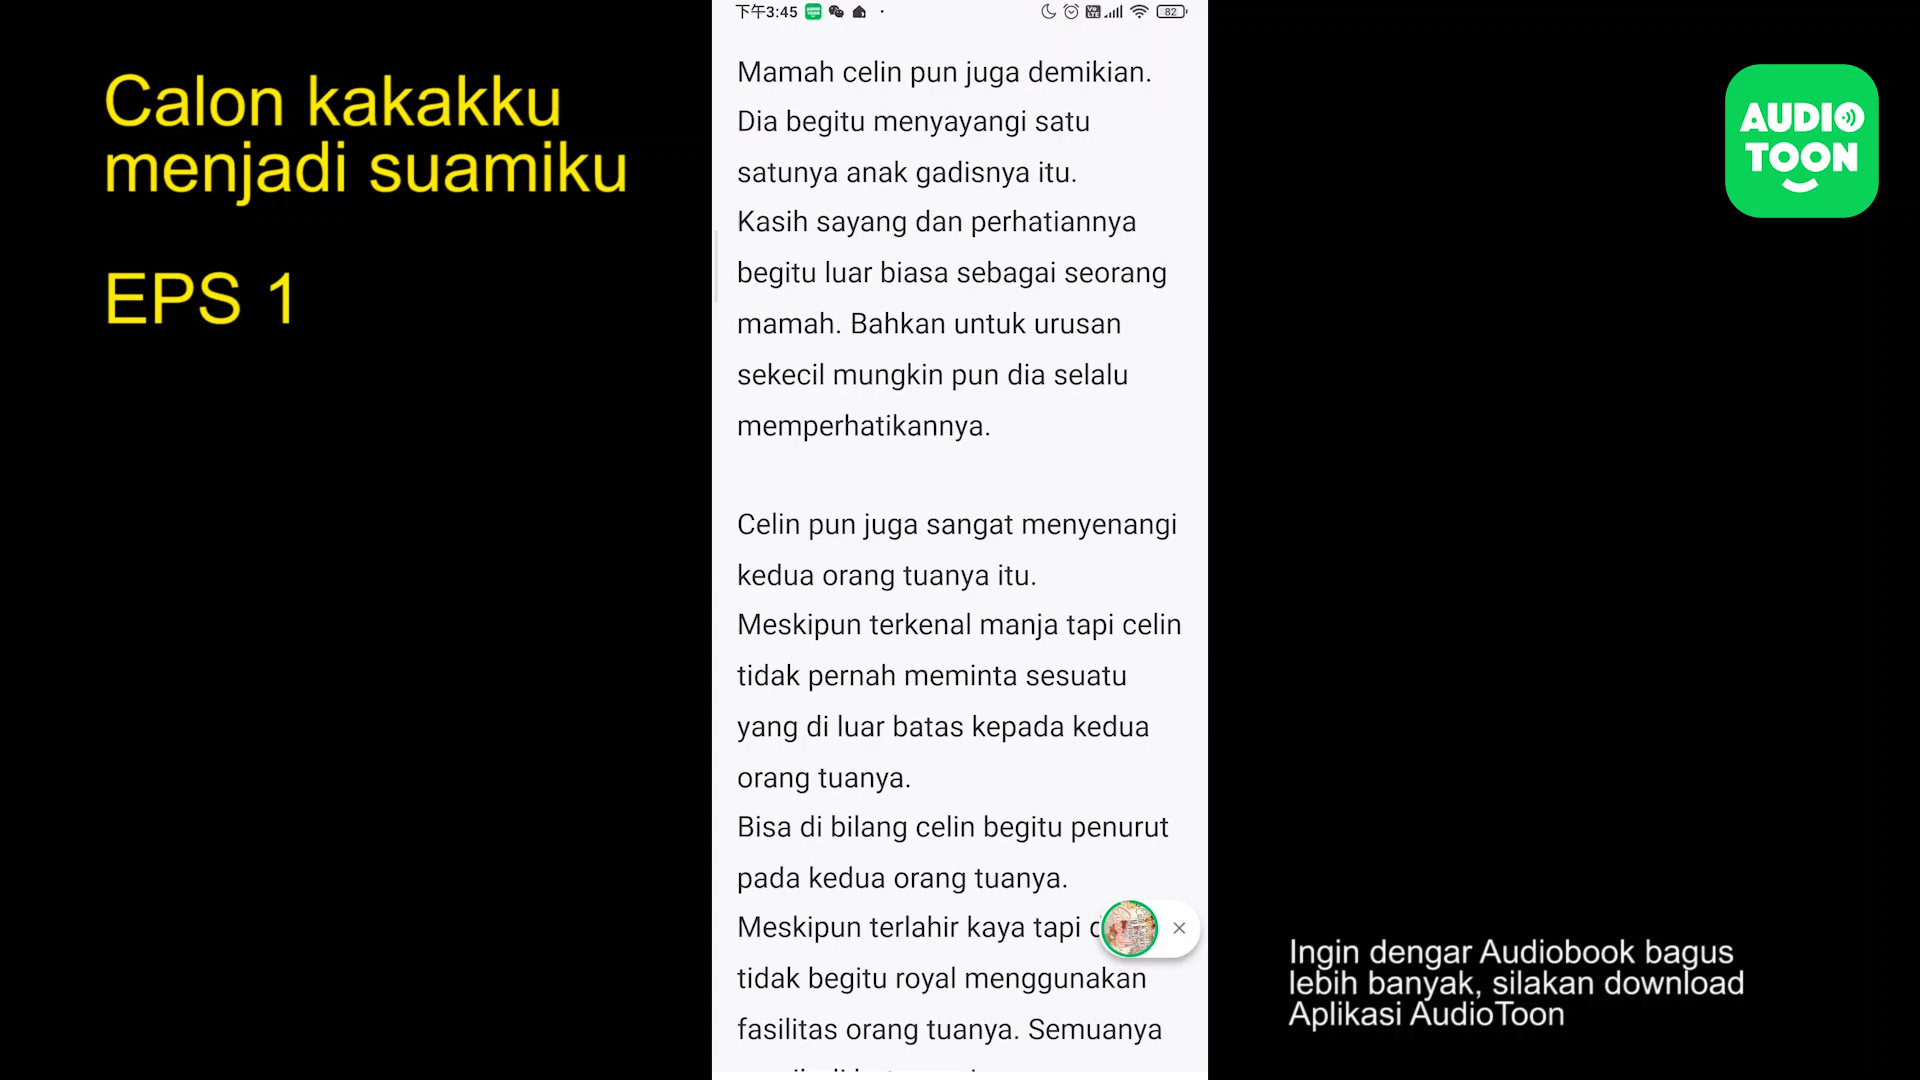 Calon kakakku
menjadi suamiku
EPS 1
下午3:45
82
Mamah celin pun juga demikian.
Dia begitu menyayangi satu
satunya anak gadisnya itu.
Kasih sayang dan perhatiannya
begitu luar biasa sebagai seorang
mamah. Bahkan untuk urusan
sekecil mungkin pun dia selalu
memperhatikannya.
Celin pun juga sangat menyenangi
kedua orang tuanya itu.
Meskipun terkenal manja tapi celin
tidak pernah meminta sesuatu
yang di luar batas kepada kedua
orang tuanya.
Bisa di bilang celin begitu penurut
pada kedua orang tuanya.
Meskipun terlahir kaya tapi
tidak begitu royal menggunakan
fasilitas orang tuanya. Semuanya
AUDIO
TOON
Ingin dengar Audiobook bagus
lebih banyak, silakan download
Aplikasi AudioToon